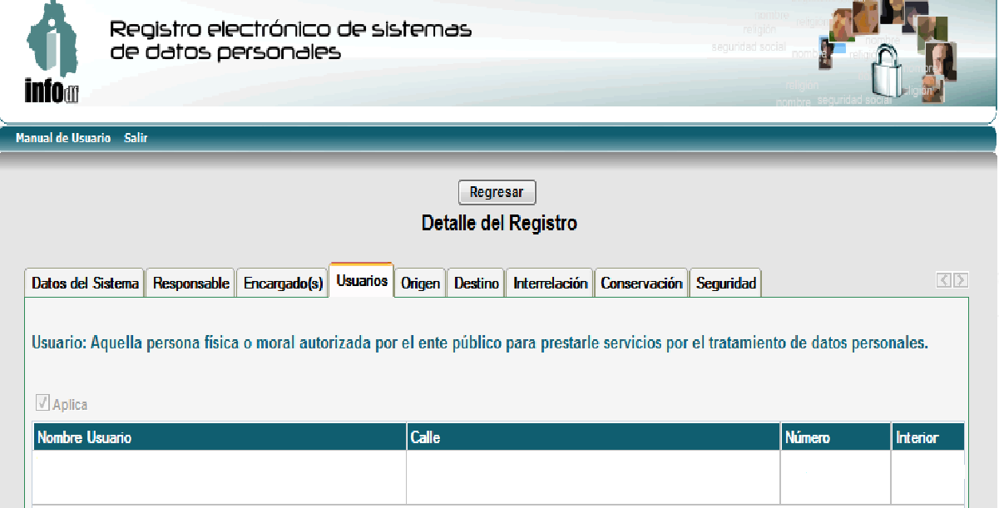 nombre
religión
religión
seguridad social
nombre
nombre
religión
religión
nombre
seguridad social
Registro electrónico de sistemas
de datos personales
infodf
Manual de Usuario Salir
Regresar
Detalle del Registro
Datos del Sistema Responsable Encargado(s) Usuarios Origen Destino Interrelación Conservación Seguridad
Usuario: Aquella persona física o moral autorizada por el ente público para prestarle servicios por el tratamiento de datos personales.
Aplica
Nombre Usuario Calle Número Interior